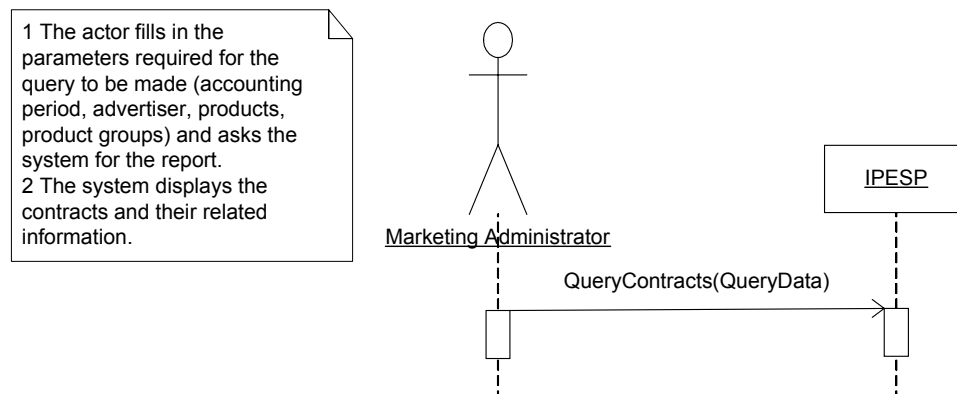 1 The actor fills in the
parameters required for the
query to be made (accounting
period, advertiser, products,
product groups) and asks the
system for the report.
2 The system displays the
contracts and their related
information.
Marketing Administrator
IPESP
QueryContracts(QueryData)